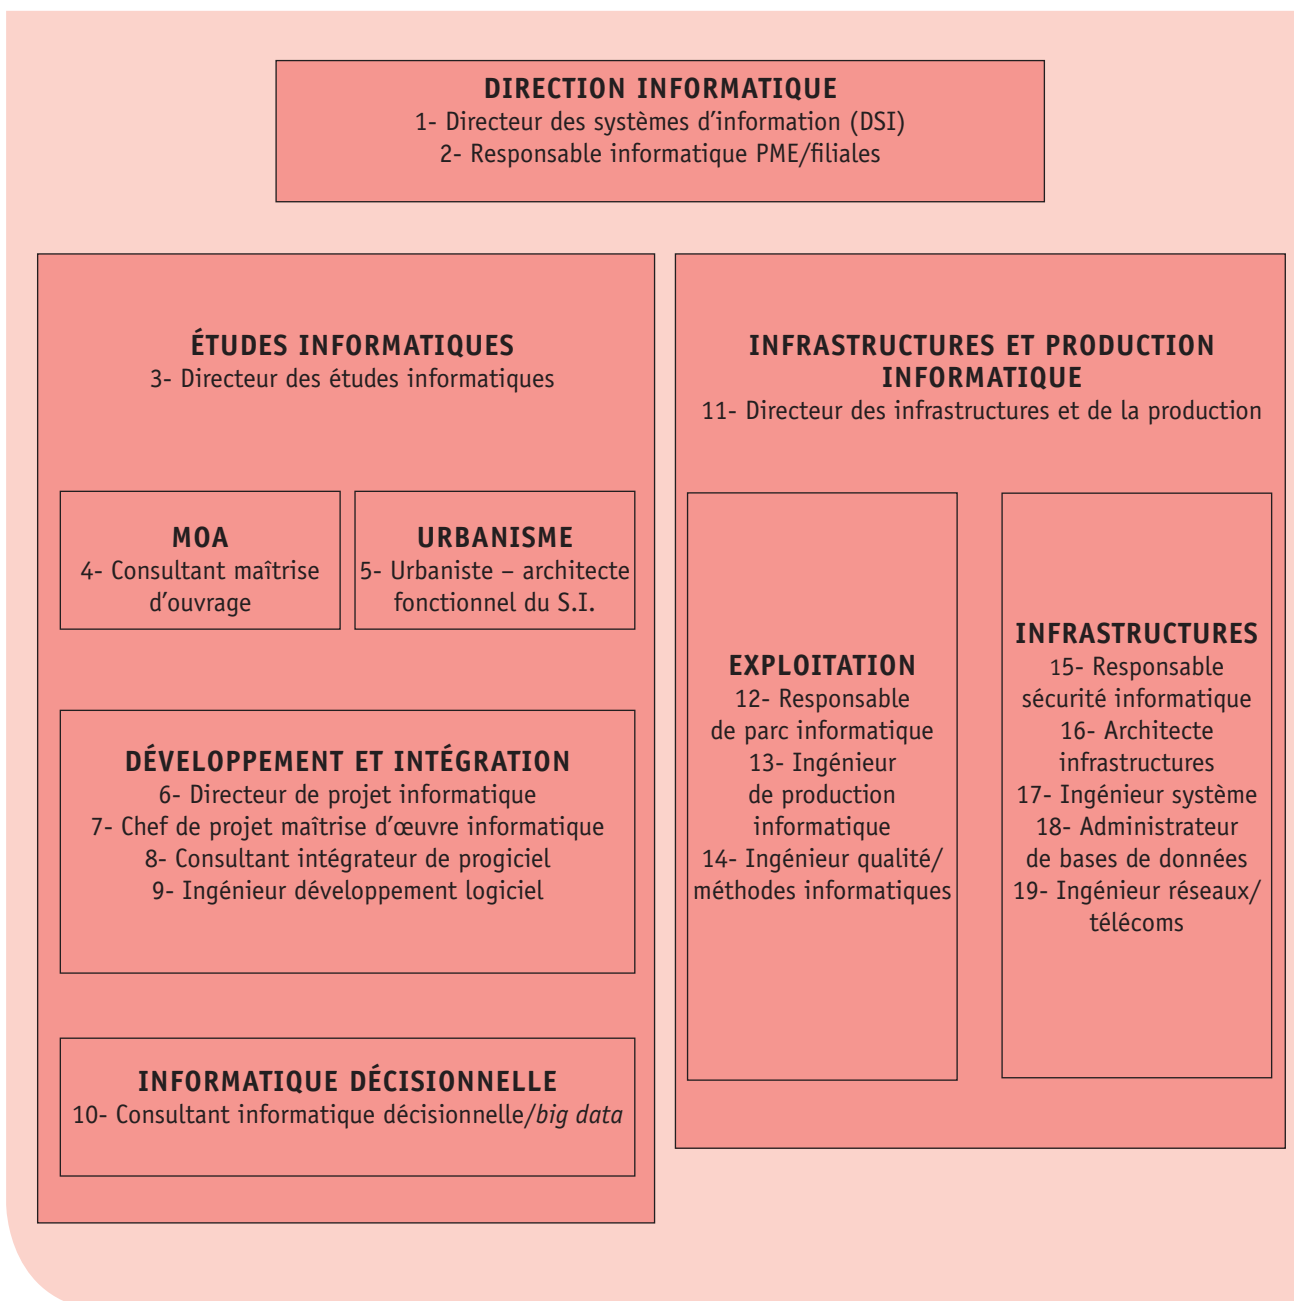 DIRECTION INFORMATIQUE
1- Directeur des systèmes d'information (DSI)
2- Responsable informatique PME/filiales
ÉTUDES INFORMATIQUES
3- Directeur des études informatiques
MOA
4- Consultant maîtrise
d'ouvrage
URBANISME
5- Urbaniste – architecte
fonctionnel du S.I.
DÉVELOPPEMENT ET INTÉGRATION
6- Directeur de projet informatique
7- Chef de projet maîtrise d'œuvre informatique
8- Consultant intégrateur de progiciel
9- Ingénieur développement logiciel
INFORMATIQUE DÉCISIONNELLE
10- Consultant informatique décisionnelle/big data
INFRASTRUCTURES ET PRODUCTION
INFORMATIQUE
11- Directeur des infrastructures et de la production
EXPLOITATION
12- Responsable
de parc informatique
13- Ingénieur
de production
informatique
14- Ingénieur qualité/
méthodes informatiques
INFRASTRUCTURES
15- Responsable
sécurité informatique
16- Architecte
infrastructures
17- Ingénieur système
18- Administrateur
de bases de données
19- Ingénieur réseaux/
télécoms